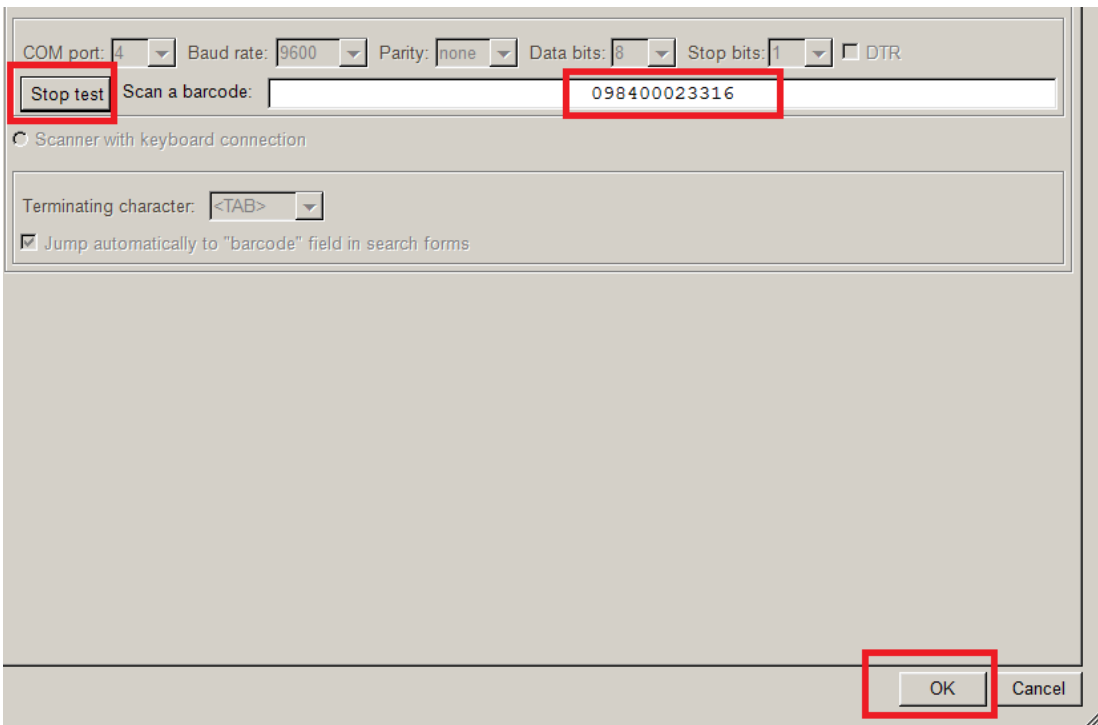 COM port: 4 Baud rate: 9600 Parity: none Data bits: 8 Stop bits: 1 DTR
Stop test Scan a barcode: 098400023316
Scanner with keyboard connection
Terminating character: <TAB>
Jump automatically to "barcode" field in search forms
OK Cancel